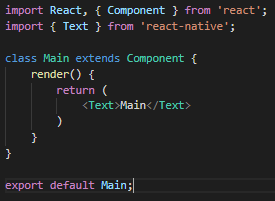 import React, { Component } from 'react';
import { Text } from 'react-native';

class Main extends Component {
    render() {
        return (
            <Text>Main</Text>
        )
    }
}

export default Main;